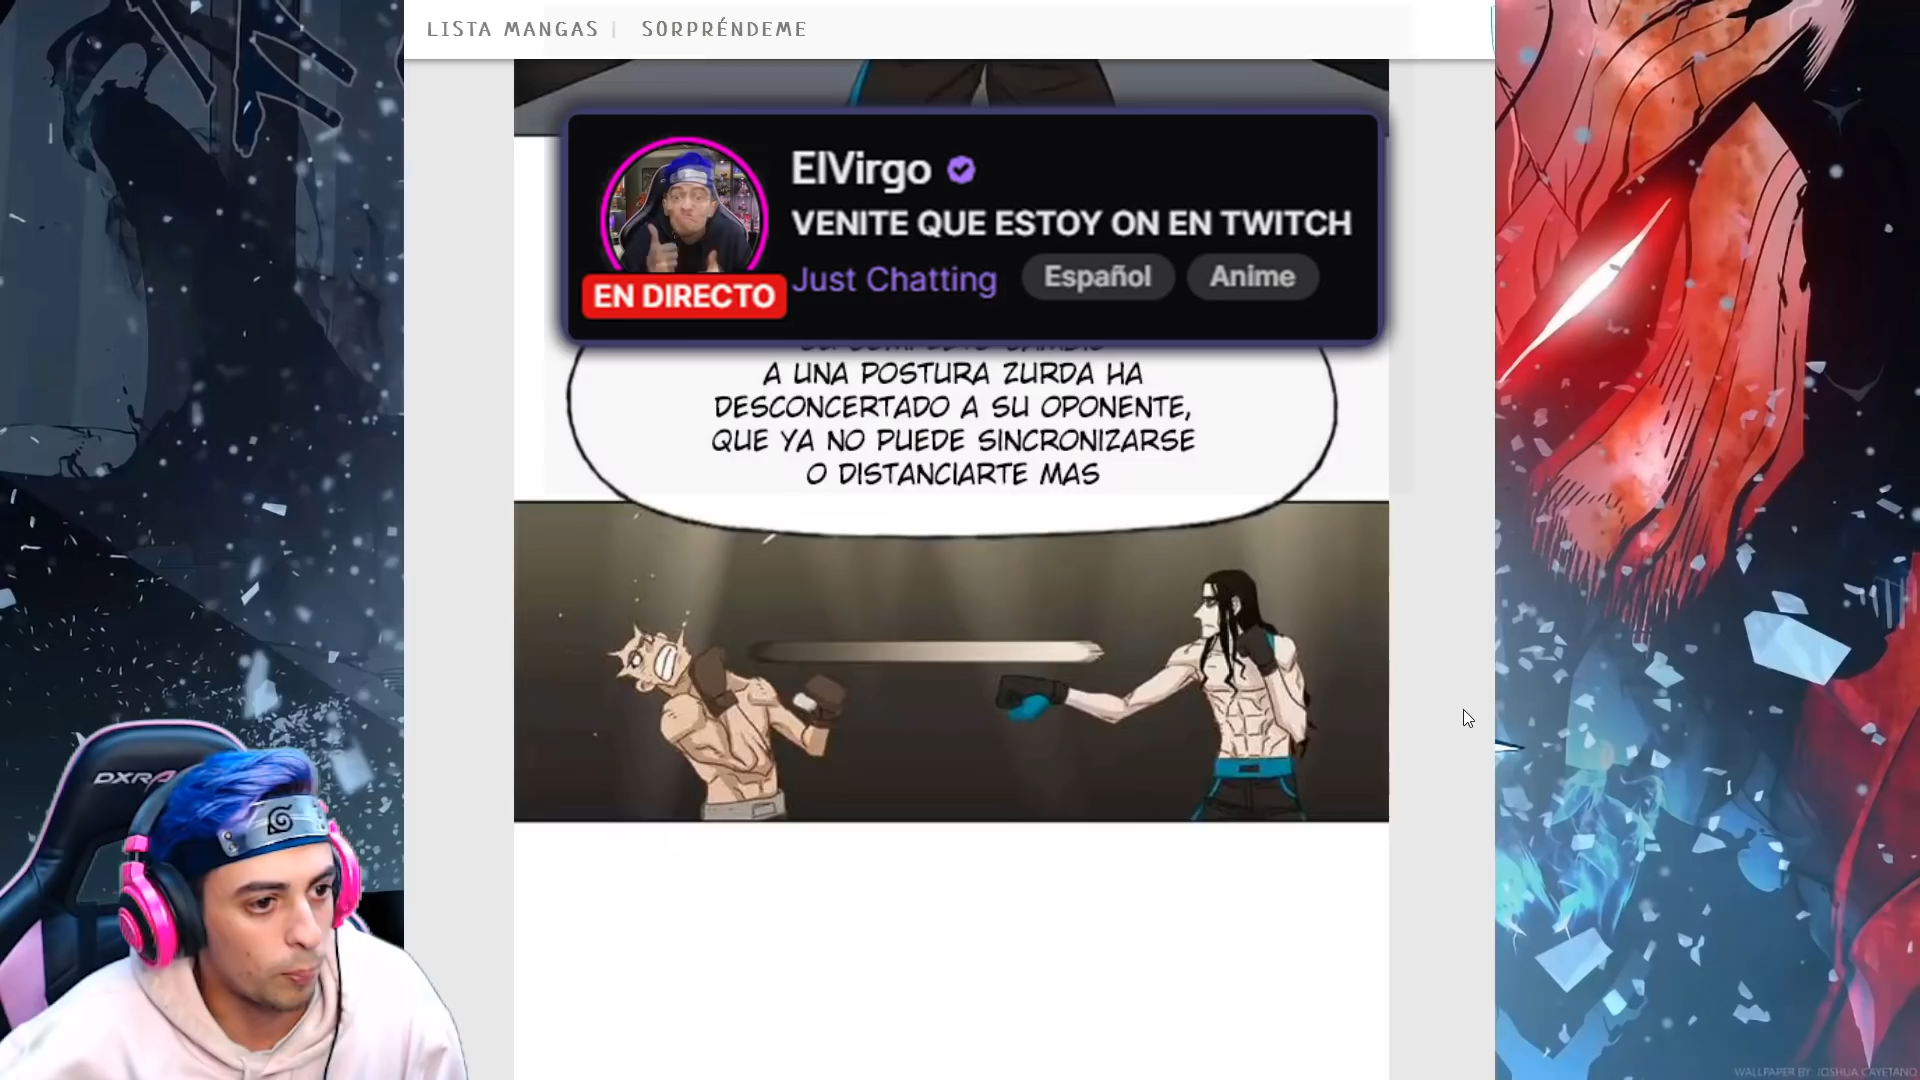 LISTA MANGAS | SORPRÉNDEME
ElVirgo
VENITE QUE ESTOY ON EN TWITCH
Just Chatting Español Anime
EN DIRECTO
A UNA POSTURA ZURDA HA
DESCONCERTADO A SU OPONENTE,
QUE YA NO PUEDE SINCRONIZARSE
O DISTANCIARTE MAS
WALLPAPER BY: JOSHUA CAYETANO